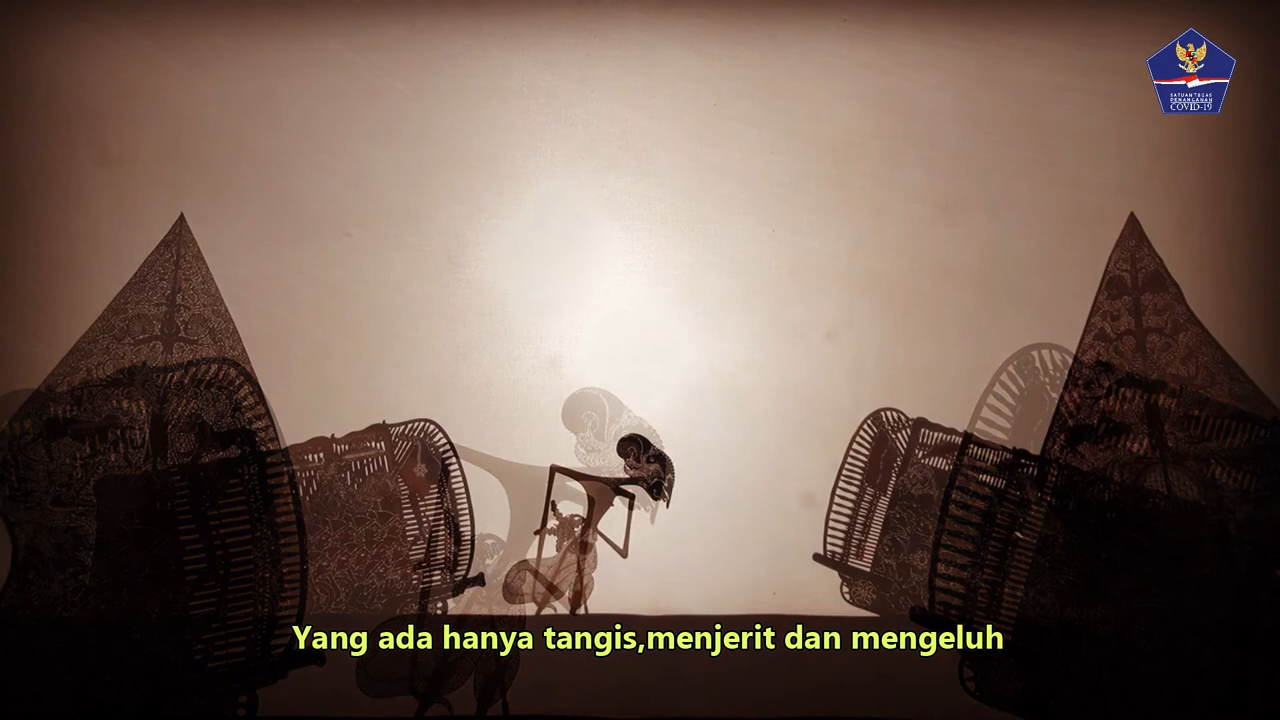 SATUAN TUGAS
PENANGANAN
COVID-19
Yang ada hanya tangis,menjerit dan mengeluh